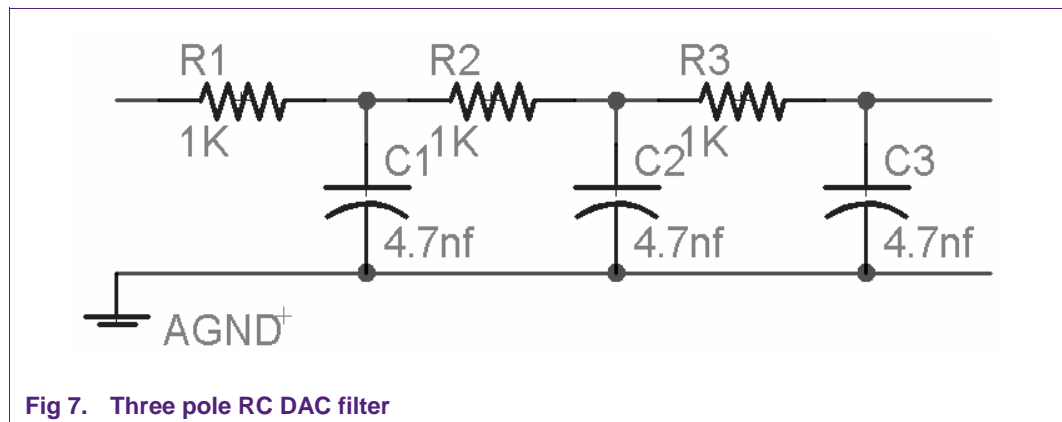 R1 R2 R3
1K C1 1K C2 1K C3
4.7nf 4.7nf 4.7nf
AGND
Fig 7. Three pole RC DAC filter